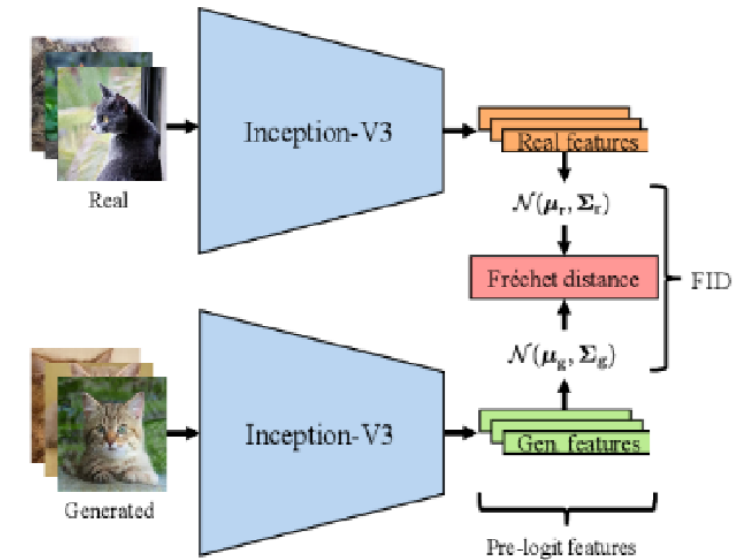 Real
Inception-V3
Real features
𝒩(μr, Σr)
Fréchet distance
FID
𝒩(μg, Σg)
Generated
Inception-V3
Gen. features
Pre-logit features